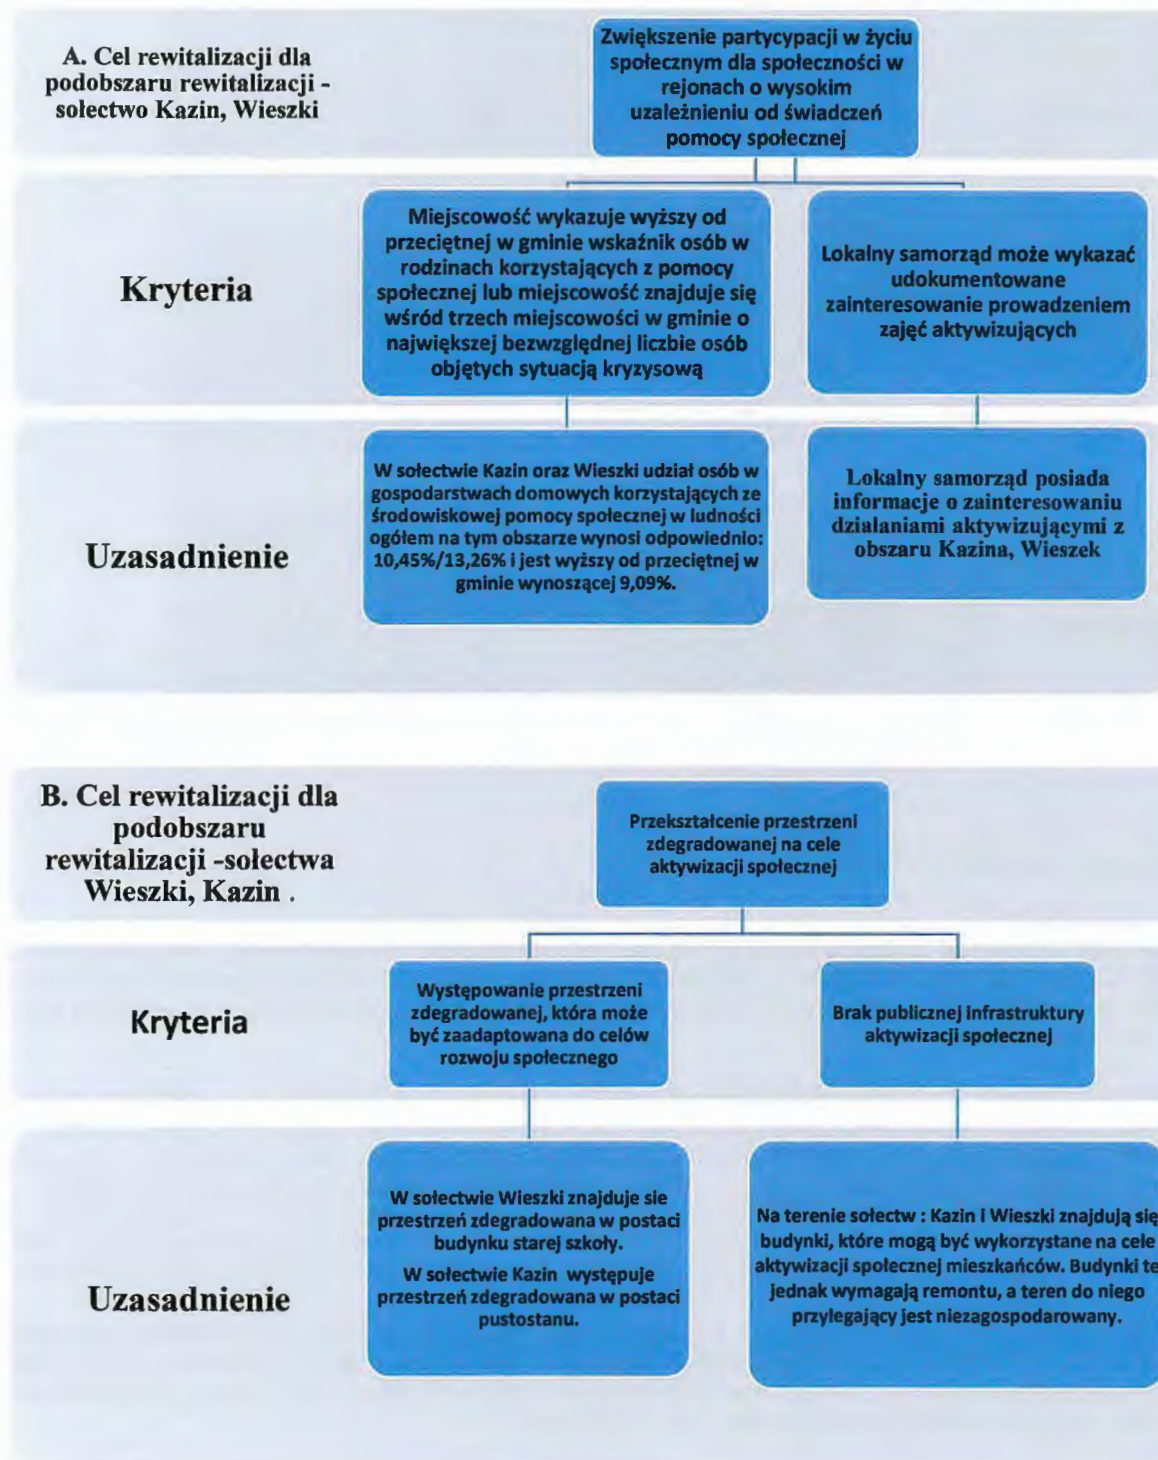 A. Cel rewitalizacji dla
podobszaru rewitalizacji -
sołectwo Kazin, Wieszki
Zwiększenie partycypacji w życiu
społecznym dla społeczności w
rejonach o wysokim
uzależnieniu od świadczeń
pomocy społecznej
Kryteria
Miejscowość wykazuje wyższy od
przeciętnej w gminie wskaźnik osób w
rodzinach korzystających z pomocy
społecznej lub miejscowość znajduje się
wśród trzech miejscowości w gminie o
największej bezwzględnej liczbie osób
objętych sytuacją kryzysową
Lokalny samorząd może wykazać
udokumentowane
zainteresowanie prowadzeniem
zajęć aktywizujących
Uzasadnienie
W sołectwie Kazin oraz Wieszki udział osób w
gospodarstwach domowych korzystających ze
środowiskowej pomocy społecznej w ludności
ogółem na tym obszarze wynosi odpowiednio:
10,45%/13,26% i jest wyższy od przeciętnej w
gminie wynoszącej 9,09%.
Lokalny samorząd posiada
informacje o zainteresowaniu
działaniami aktywizującymi z
obszaru Kazina, Wieszek
B. Cel rewitalizacji dla
podobszaru
rewitalizacji -sołectwa
Wieszki, Kazin .
Przekształcenie przestrzeni
zdegradowanej na cele
aktywizacji społecznej
Kryteria
Występowanie przestrzeni
zdegradowanej, która może
być zaadaptowana do celów
rozwoju społecznego
Brak publicznej infrastruktury
aktywizacji społecznej
Uzasadnienie
W sołectwie Wieszki znajduje sie
przestrzeń zdegradowana w postaci
budynku starej szkoły.
W sołectwie Kazin występuje
przestrzeń zdegradowana w postaci
pustostanu.
Na terenie sołectw : Kazin i Wieszki znajdują się
budynki, które mogą być wykorzystane na cele
aktywizacji społecznej mieszkańców. Budynki te
jednak wymagają remontu, a teren do niego
przylegający jest niezagospodarowany.